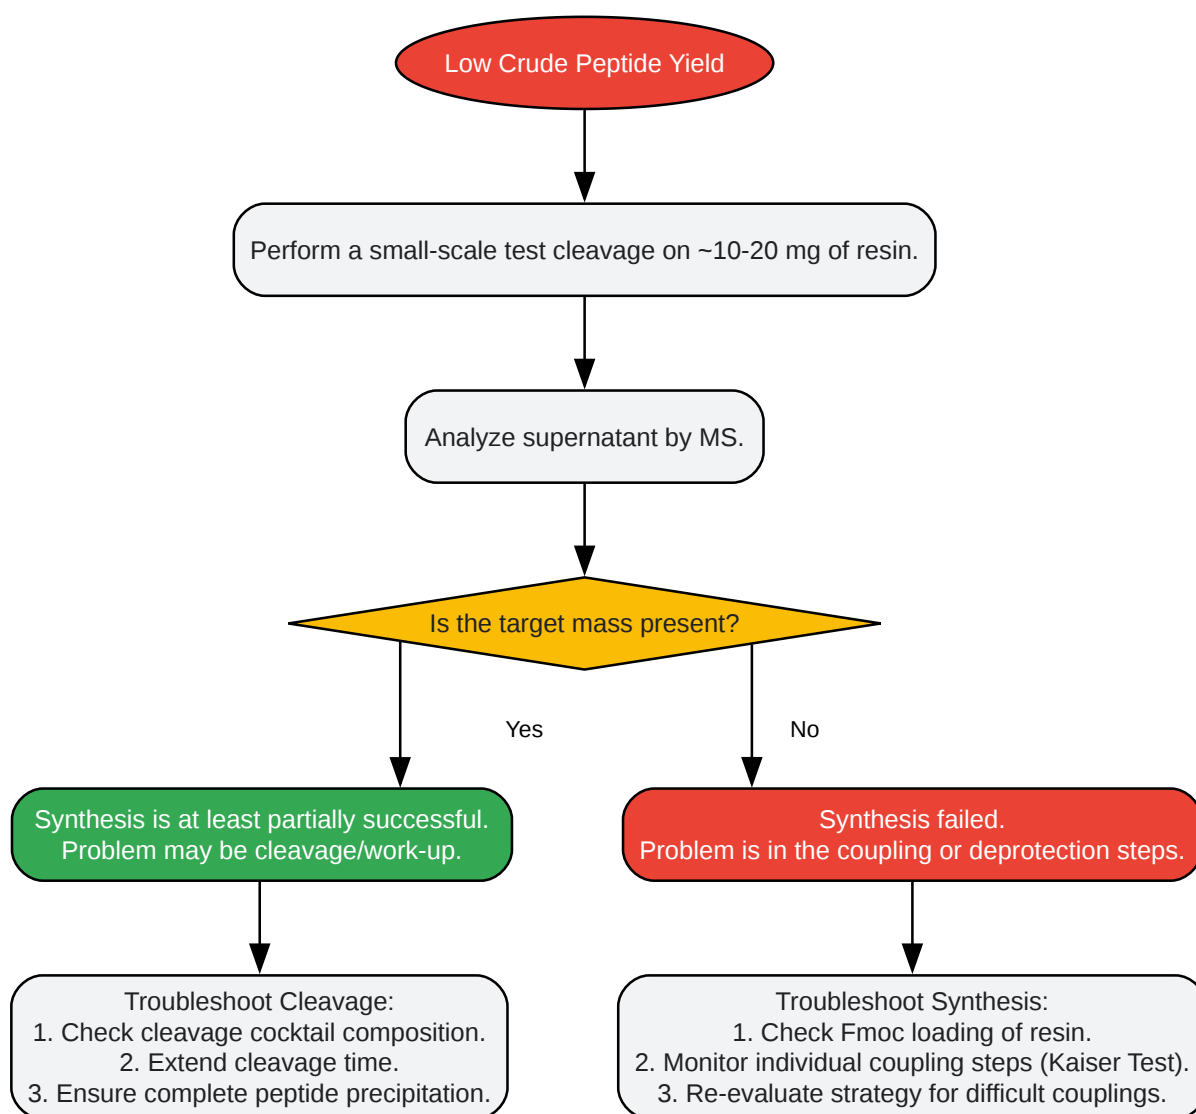 Low Crude Peptide Yield
Perform a small-scale test cleavage on ~10-20 mg of resin.
Analyze supernatant by MS.
Is the target mass present?
Yes
No
Synthesis is at least partially successful.
Problem may be cleavage/work-up.
Synthesis failed.
Problem is in the coupling or deprotection steps.
Troubleshoot Cleavage:
1. Check cleavage cocktail composition.
2. Extend cleavage time.
3. Ensure complete peptide precipitation.
Troubleshoot Synthesis:
1. Check Fmoc loading of resin.
2. Monitor individual coupling steps (Kaiser Test).
3. Re-evaluate strategy for difficult couplings.